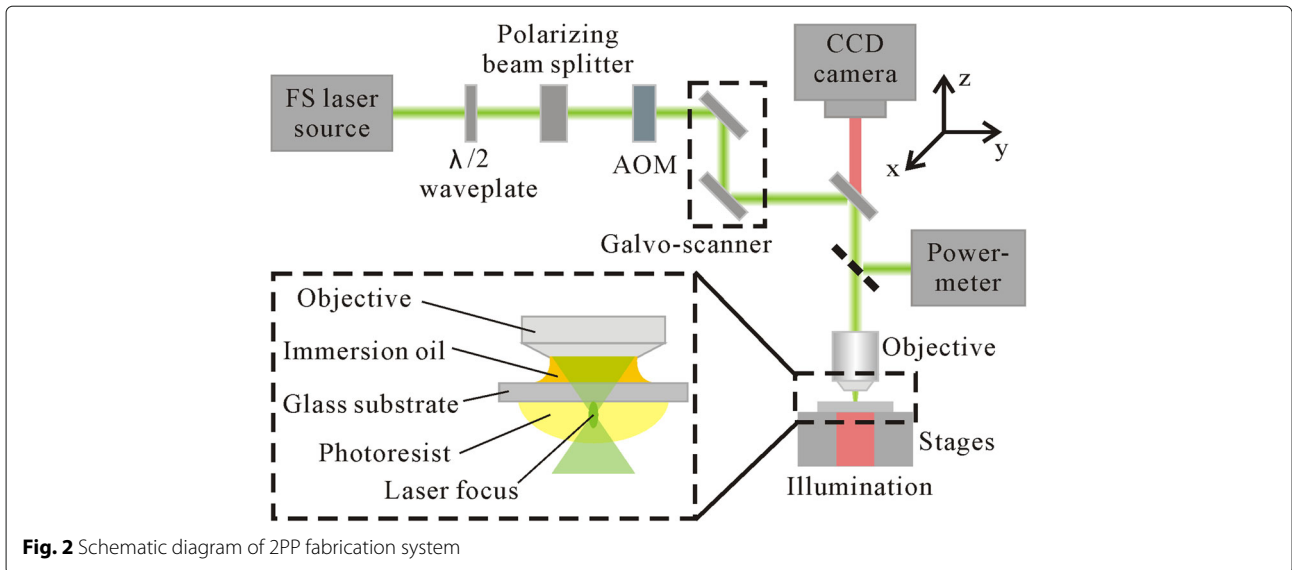 Polarizing
beam splitter
CCD
camera
FS laser
source
z
y
x
λ/2
waveplate
AOM
Galvo-scanner
Power-
meter
Objective
Immersion oil
Glass substrate
Photoresist
Laser focus
Objective
Stages
Illumination
Fig. 2 Schematic diagram of 2PP fabrication system